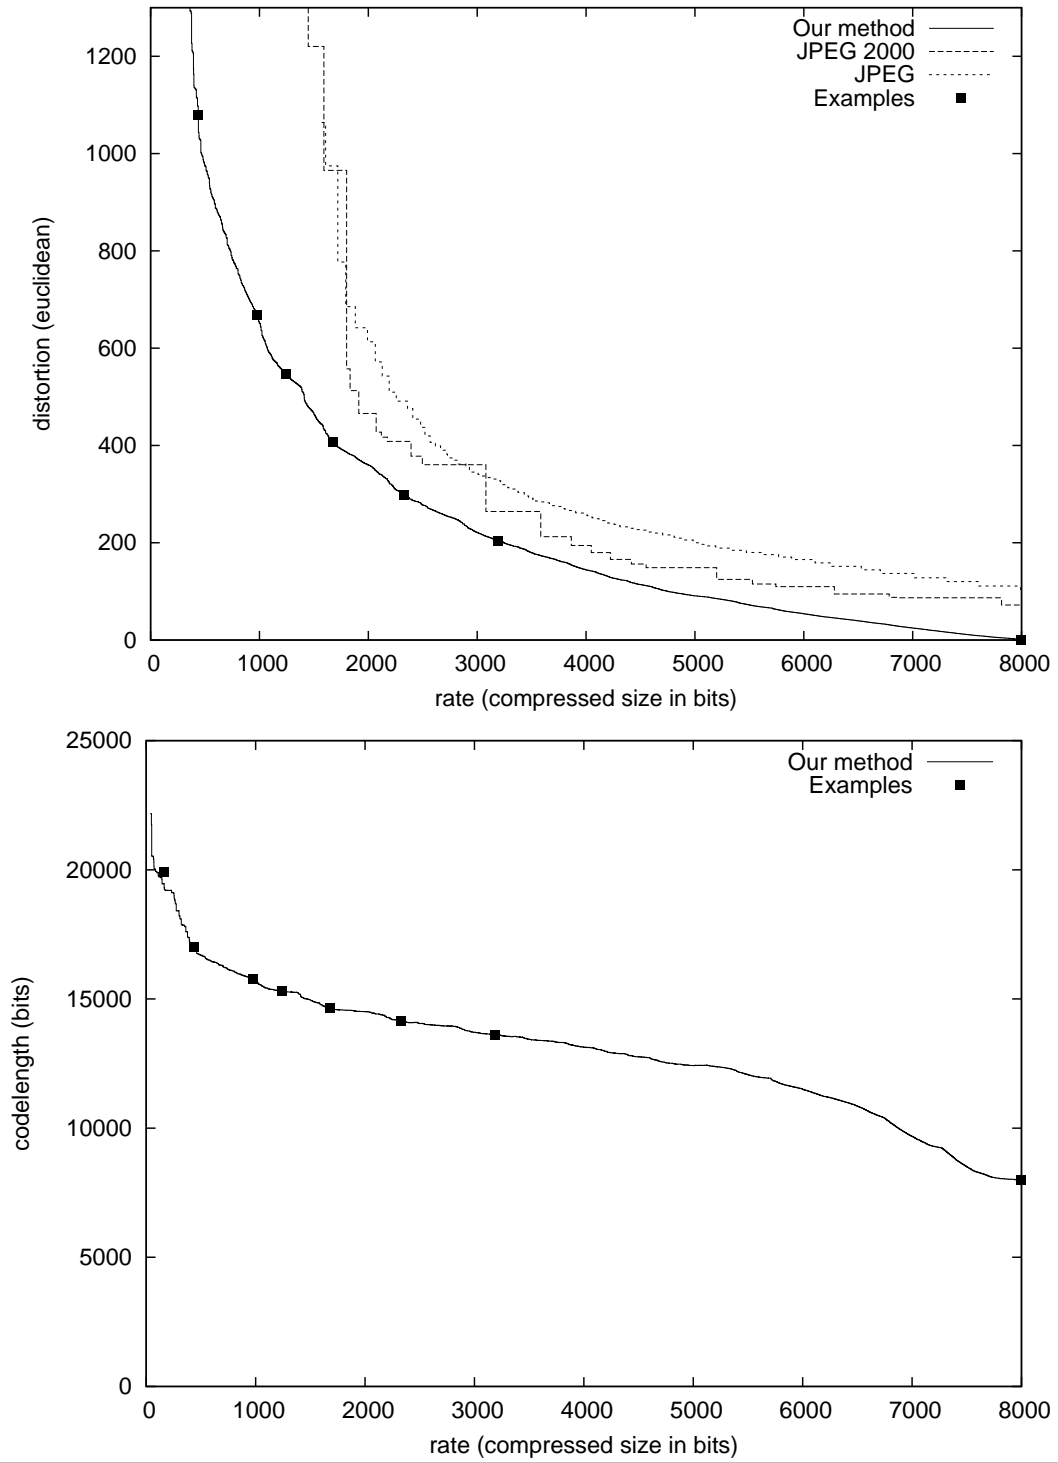 Our method
JPEG 2000
JPEG
Examples
1200
1000
800
600
400
200
0
distortion (euclidean)
0 1000 2000 3000 4000 5000 6000 7000 8000
rate (compressed size in bits)
Our method
Examples
25000
20000
15000
10000
5000
0
codelength (bits)
0 1000 2000 3000 4000 5000 6000 7000 8000
rate (compressed size in bits)